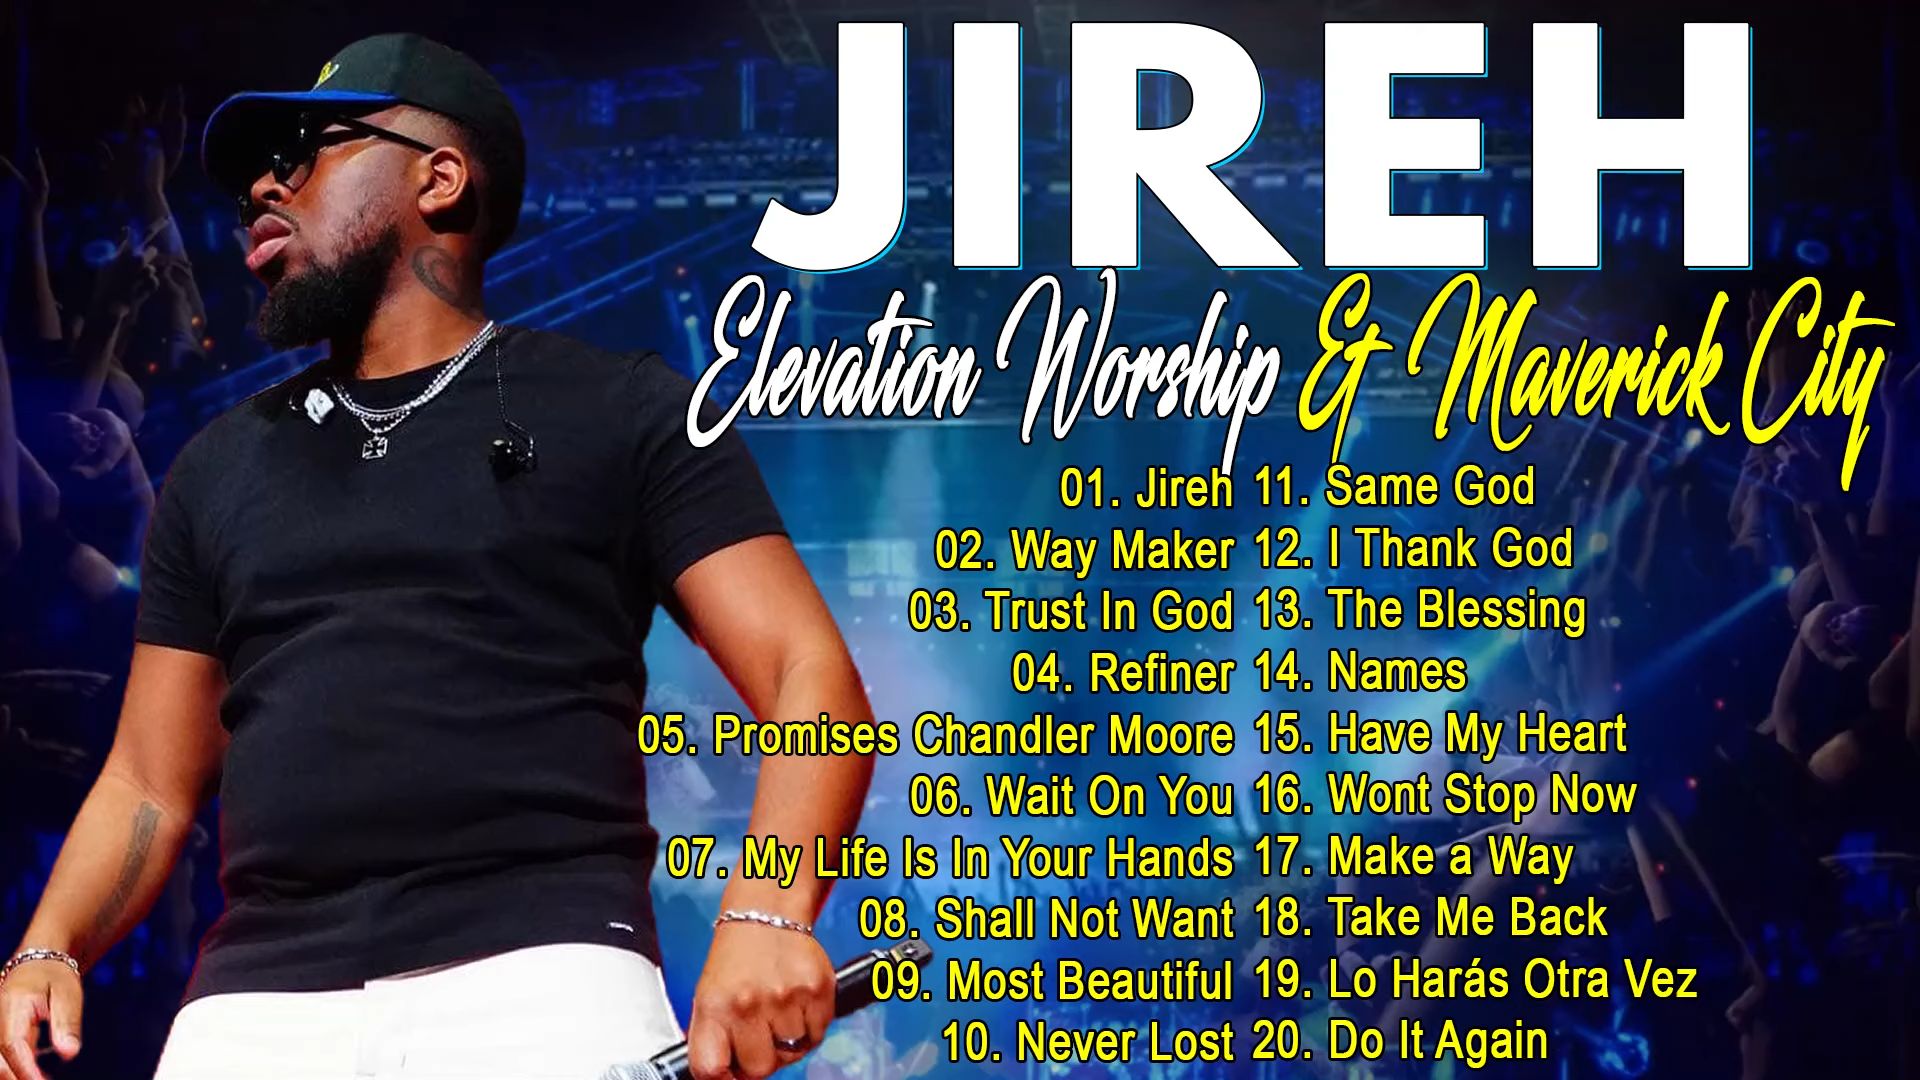 JIREH
Elevation Worship & Maverick City
01. Jireh
02. Way Maker
03. Trust In God
04. Refiner
05. Promises Chandler Moore
06. Wait On You
07. My Life Is In Your Hands
08. Shall Not Want
09. Most Beautiful
10. Never Lost
11. Same God
12. I Thank God
13. The Blessing
14. Names
15. Have My Heart
16. Wont Stop Now
17. Make a Way
18. Take Me Back
19. Lo Harás Otra Vez
20. Do It Again